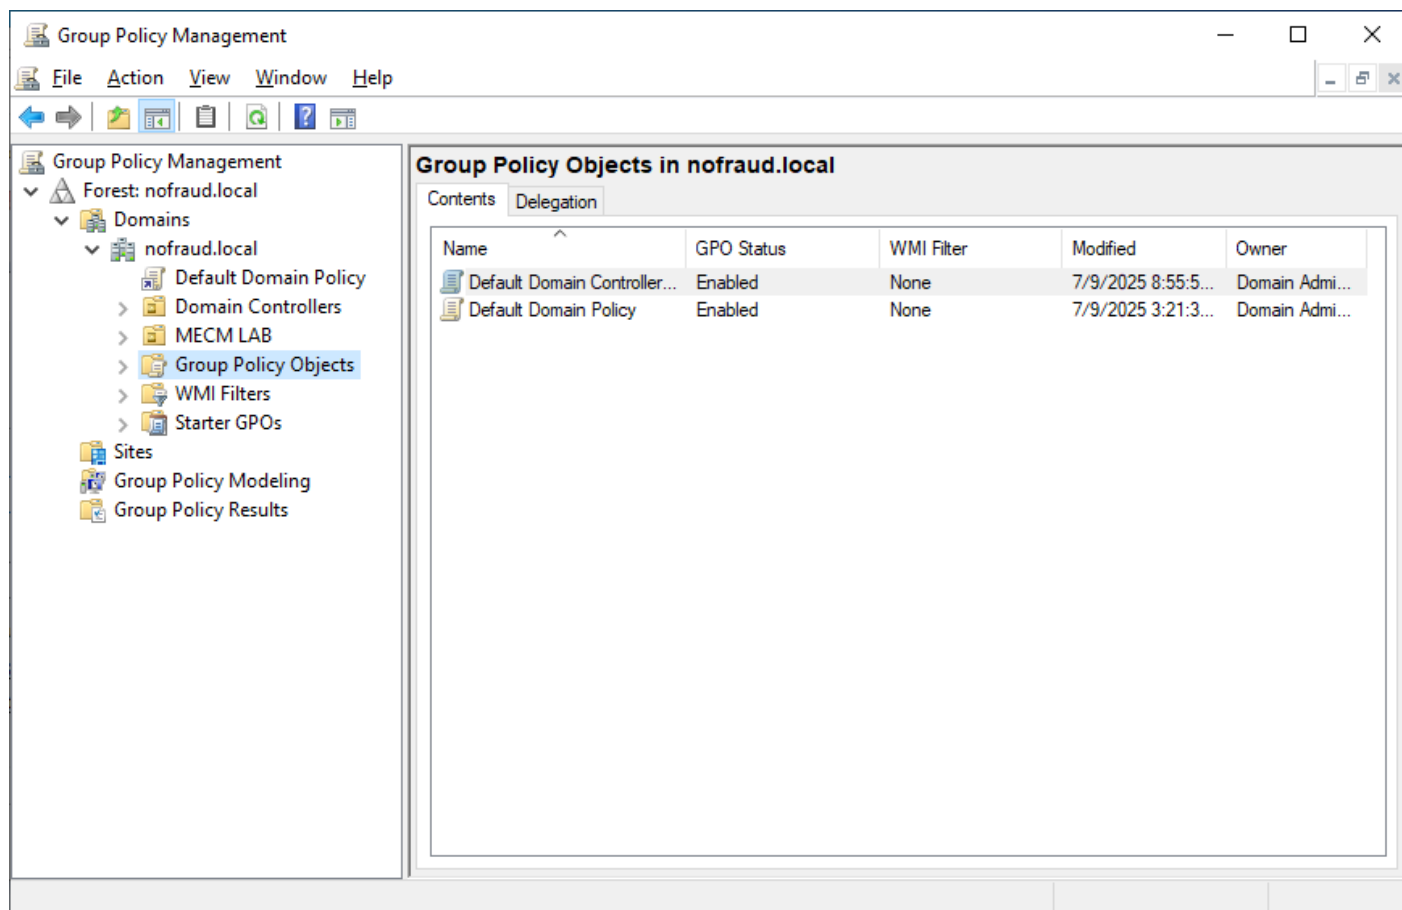 Group Policy Management
File Action View Window Help
Group Policy Management
Forest: nofraud.local
Domains
nofraud.local
Default Domain Policy
Domain Controllers
MECM LAB
Group Policy Objects
WMI Filters
Starter GPOs
Sites
Group Policy Modeling
Group Policy Results
Group Policy Objects in nofraud.local
Contents Delegation
Name GPO Status WMI Filter Modified Owner
Default Domain Controller... Enabled None 7/9/2025 8:55:5... Domain Admi...
Default Domain Policy Enabled None 7/9/2025 3:21:3... Domain Admi...